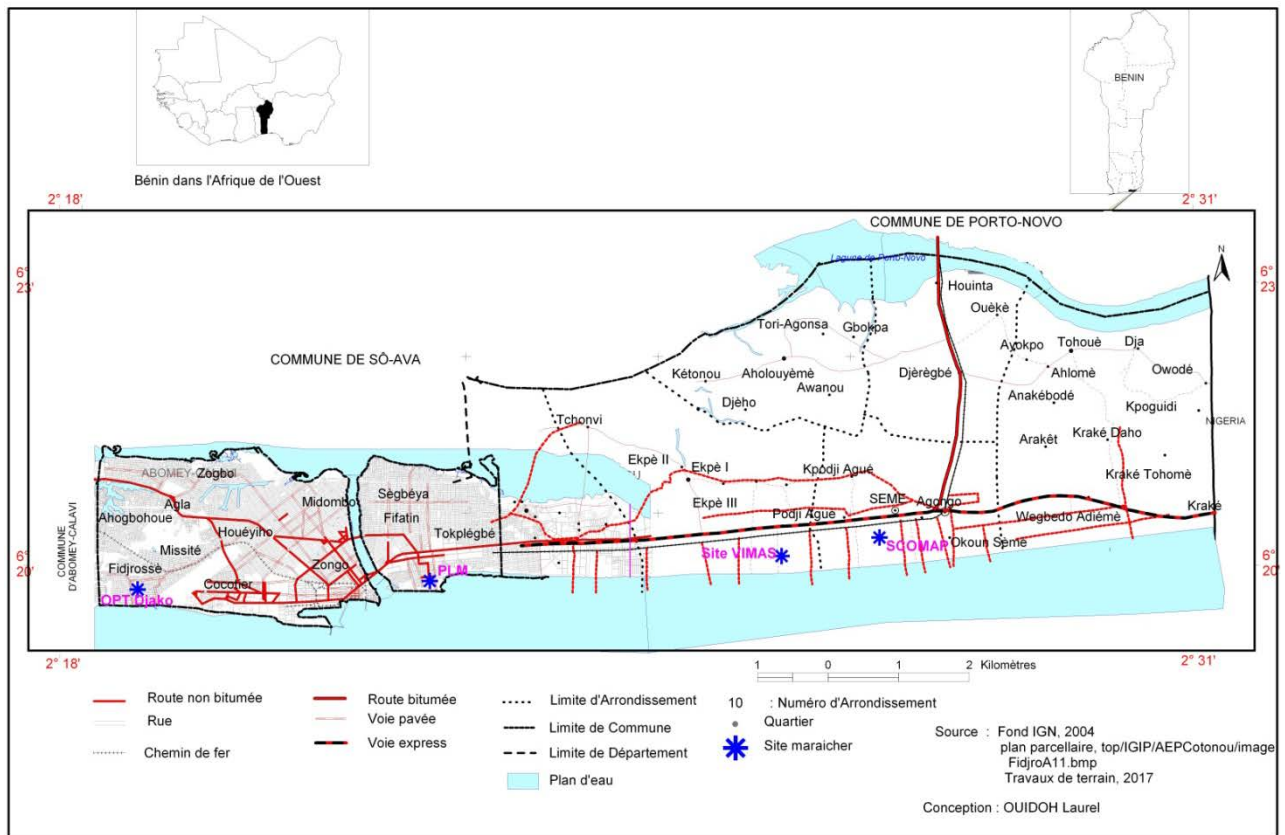 BENIN
Bénin dans l'Afrique de l'Ouest
2° 18'
2° 31'
COMMUNE DE PORTO-NOVO
N
6°
23'
6°
23'
Lagune de Porto-Novo
Houinta
Ouèkè
Tori-Agonsa
Gbokpa
COMMUNE DE SÔ-AVA
Ayokpo
Tohouè
Dja
Kétonou
Aholouyèmè
Djèrègbé
Ahlomè
Owodé
Awanou
Djèho
Anakébodé
Kpoguidi
Tchonvi
NIGERIA
Kraké Daho
Arakêt
Ekpè II
Ekpè I
Kpodji Aguè
Kraké Tohomè
ABOMEY-
Zogbo
Agla
Midombo
Sègbéya
Ekpè III
SEME
Agongo
Kraké
Ahogbohoue
Houéyiho
Fifatin
Tokplégbé
Podji Ague
Wegbedo Adiémè
COMMUNE
D'ABOMEY-CALAVI
Missité
Okoun Sèmè
6°
20'
Fidjrossè
Zongo
PLM
Site VIMAS
SCOMAP
6°
20'
OPT Djako
Cocotier
2° 18'
2° 31'
1 0 1 2 Kilomètres
Route non bitumée
Rue
Chemin de fer
Route bitumée
Voie pavée
Voie express
Limite d'Arrondissement
Limite de Commune
Limite de Département
Plan d'eau
10 : Numéro d'Arrondissement
Quartier
Site maraicher
Source : Fond IGN, 2004
plan parcellaire, top/IGIP/AEPCotonou/image
FidjroA11.bmp
Travaux de terrain, 2017
Conception : OUIDOH Laurel